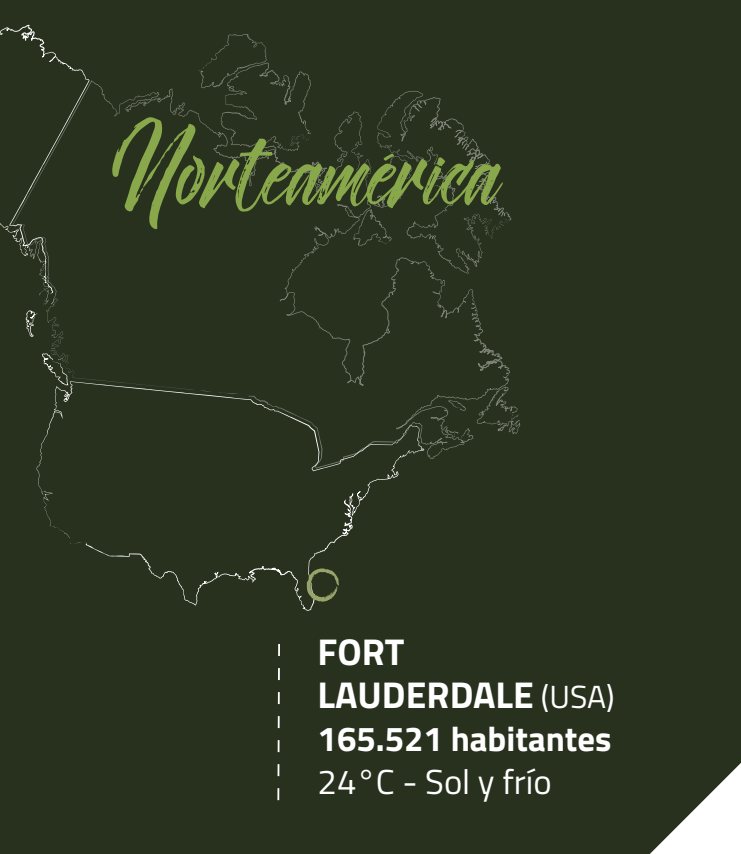 Norteamérica
FORT
LAUDERDALE (USA)
165.521 habitantes
24°C - Sol y frío